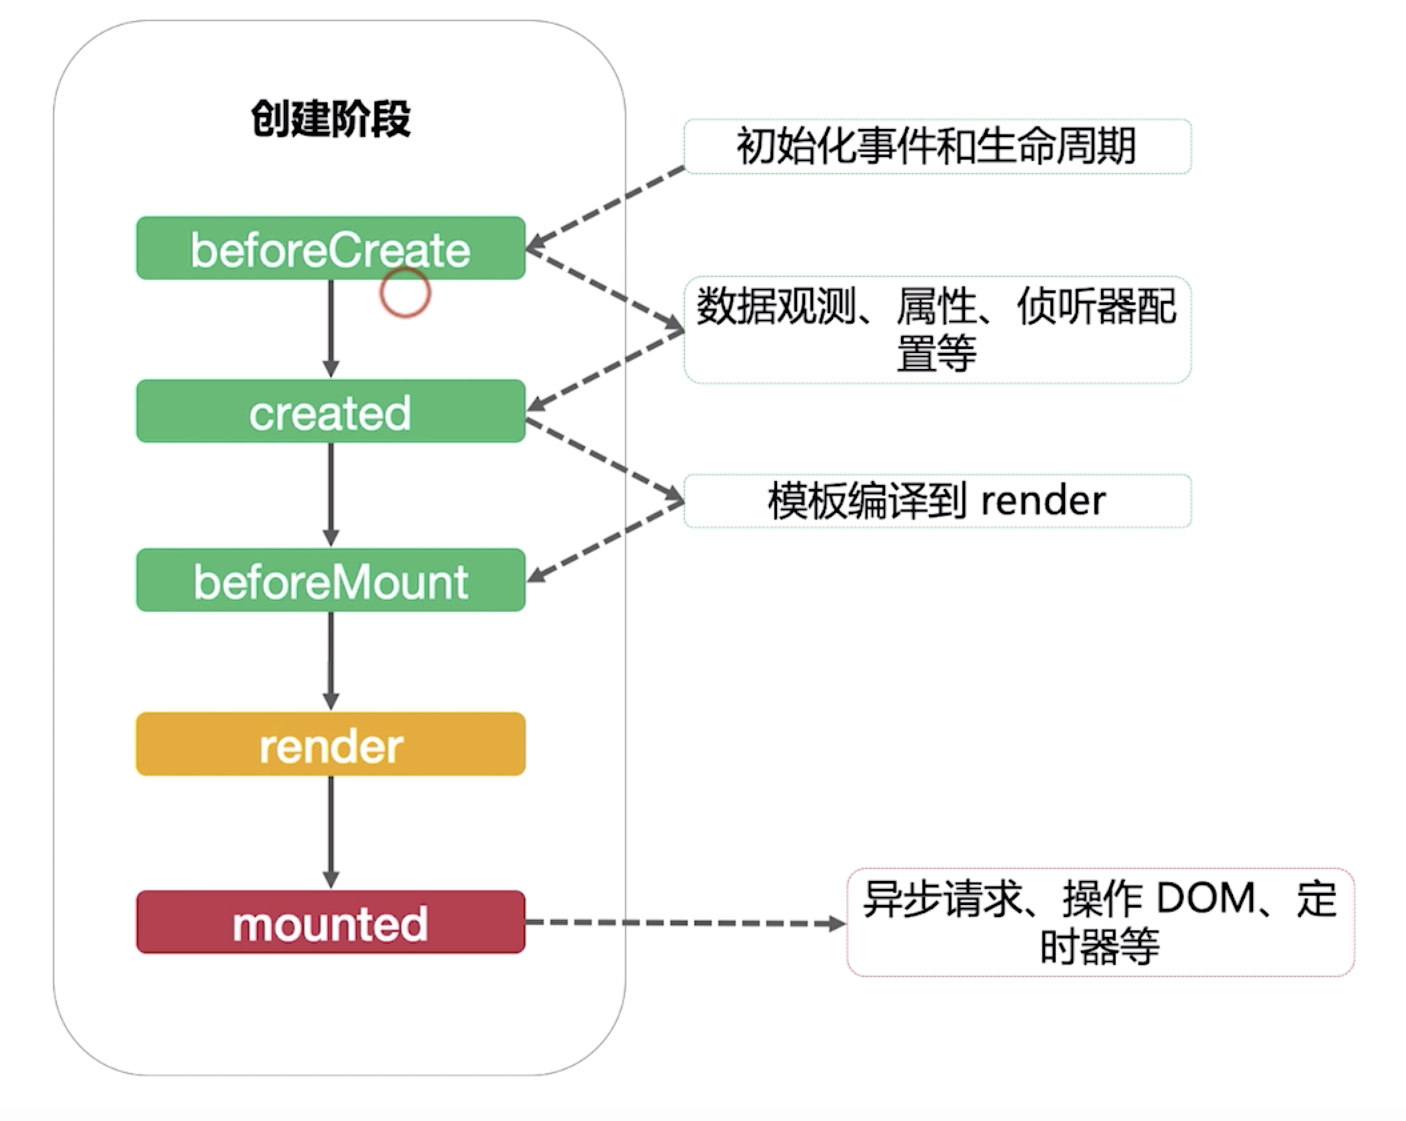 创建阶段
初始化事件和生命周期
beforeCreate
数据观测、属性、侦听器配
置等
created
模板编译到 render
beforeMount
render
mounted
异步请求、操作 DOM、定
时器等